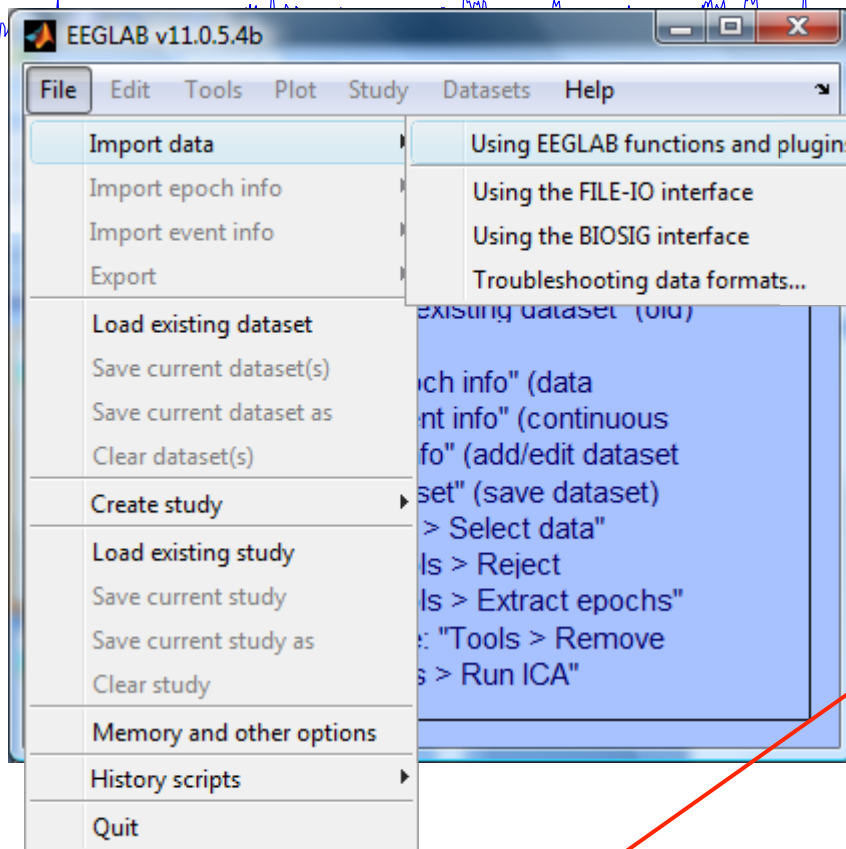 EEGLAB v11.0.5.4b
File Edit Tools Plot Study Datasets Help
Import data
Import epoch info
Import event info
Export
Load existing dataset
Save current dataset(s)
Save current dataset as
Clear dataset(s)
Create study
Load existing study
Save current study
Save current study as
Clear study
Memory and other options
History scripts
Quit
Using EEGLAB functions and plugins
Using the FILE-IO interface
Using the BIOSIG interface
Troubleshooting data formats...
existing dataset" (old)
och info" (data
ent info" (continuous
fo" (add/edit dataset
set" (save dataset)
> Select data"
ls > Reject
ls > Extract epochs"
e: "Tools > Remove
s > Run ICA"